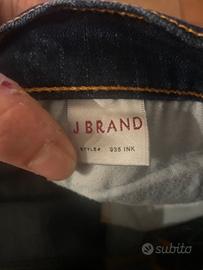 J BRAND
STYLE# 935 INK
subito